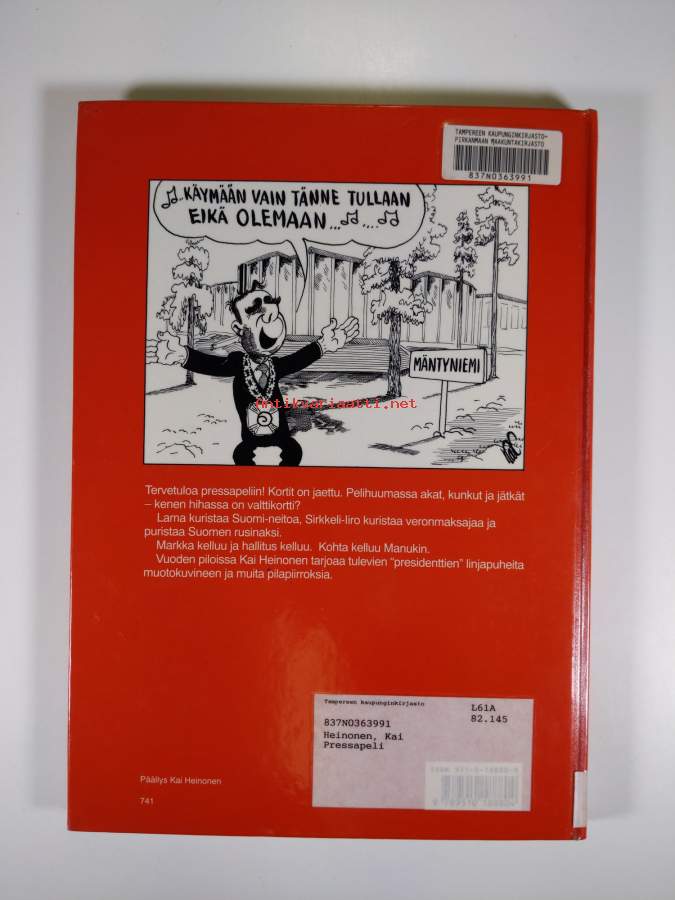 TAMPEREEN KAUPUNGINKIRJASTO-
PIRKANMAAN MAAKUNTAKIRJASTO
837N0363991
..KÄYMÄÄN VAIN TÄNNE TULLAAN
EIKÄ OLEMAAN...
MÄNTYNIEMI
Antikvariaatti.net
Tervetuloa pressapeliin! Kortit on jaettu. Pelihuumassa akat, kunkut ja jätkät
– kenen hihassa on valttikortti?
Lama kuristaa Suomi-neitoa, Sirkkeli-Iiro kuristaa veronmaksajaa ja
puristaa Suomen rusinaksi.
Markka kelluu ja hallitus kelluu. Kohta kelluu Manukin.
Vuoden piloissa Kai Heinonen tarjoaa tulevien "presidenttien" linjapuheita
muotokuvineen ja muita pilapiirroksia.
Tampereen kaupunginkirjasto
L61A
837N0363991
82.145
Heinonen, Kai
Pressapeli
Päällys Kai Heinonen
741